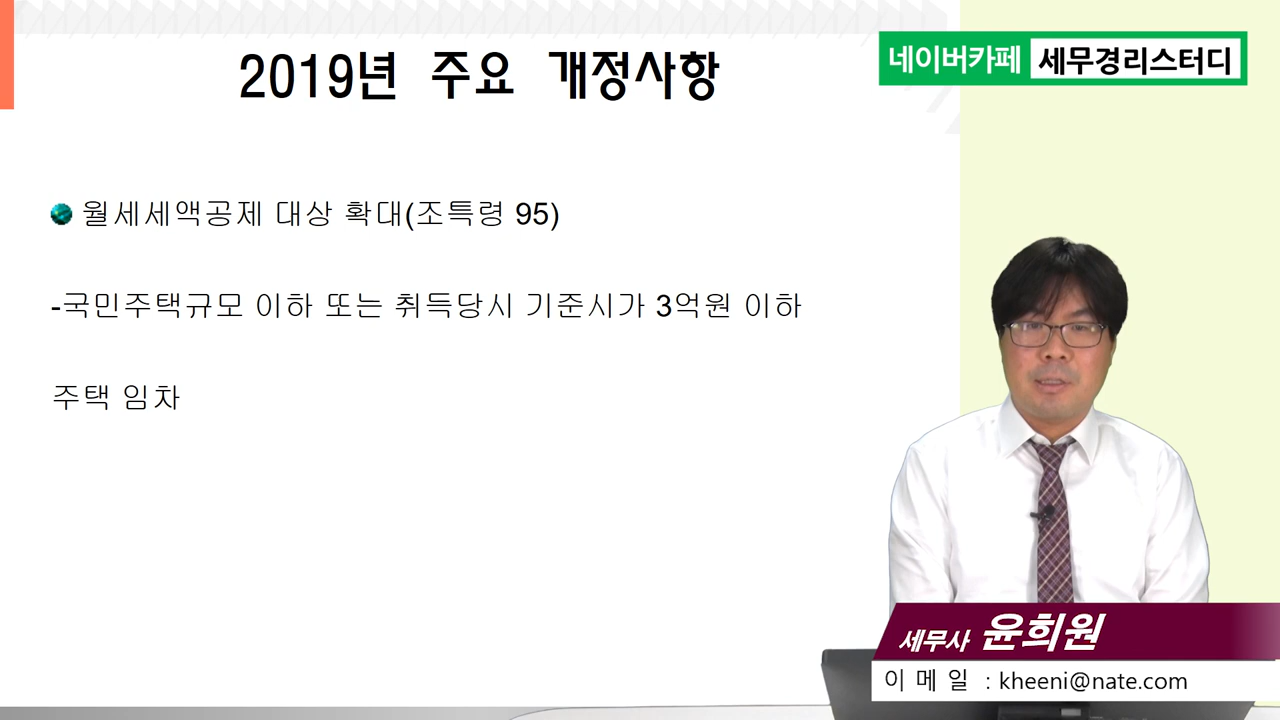 2019년 주요 개정사항
네이버카페 세무경리스터디
월세세액공제 대상 확대(조특령 95)
-국민주택규모 이하 또는 취득당시 기준시가 3억원 이하
주택 임차
세무사 윤희원
이 메 일 : kheeni@nate.com